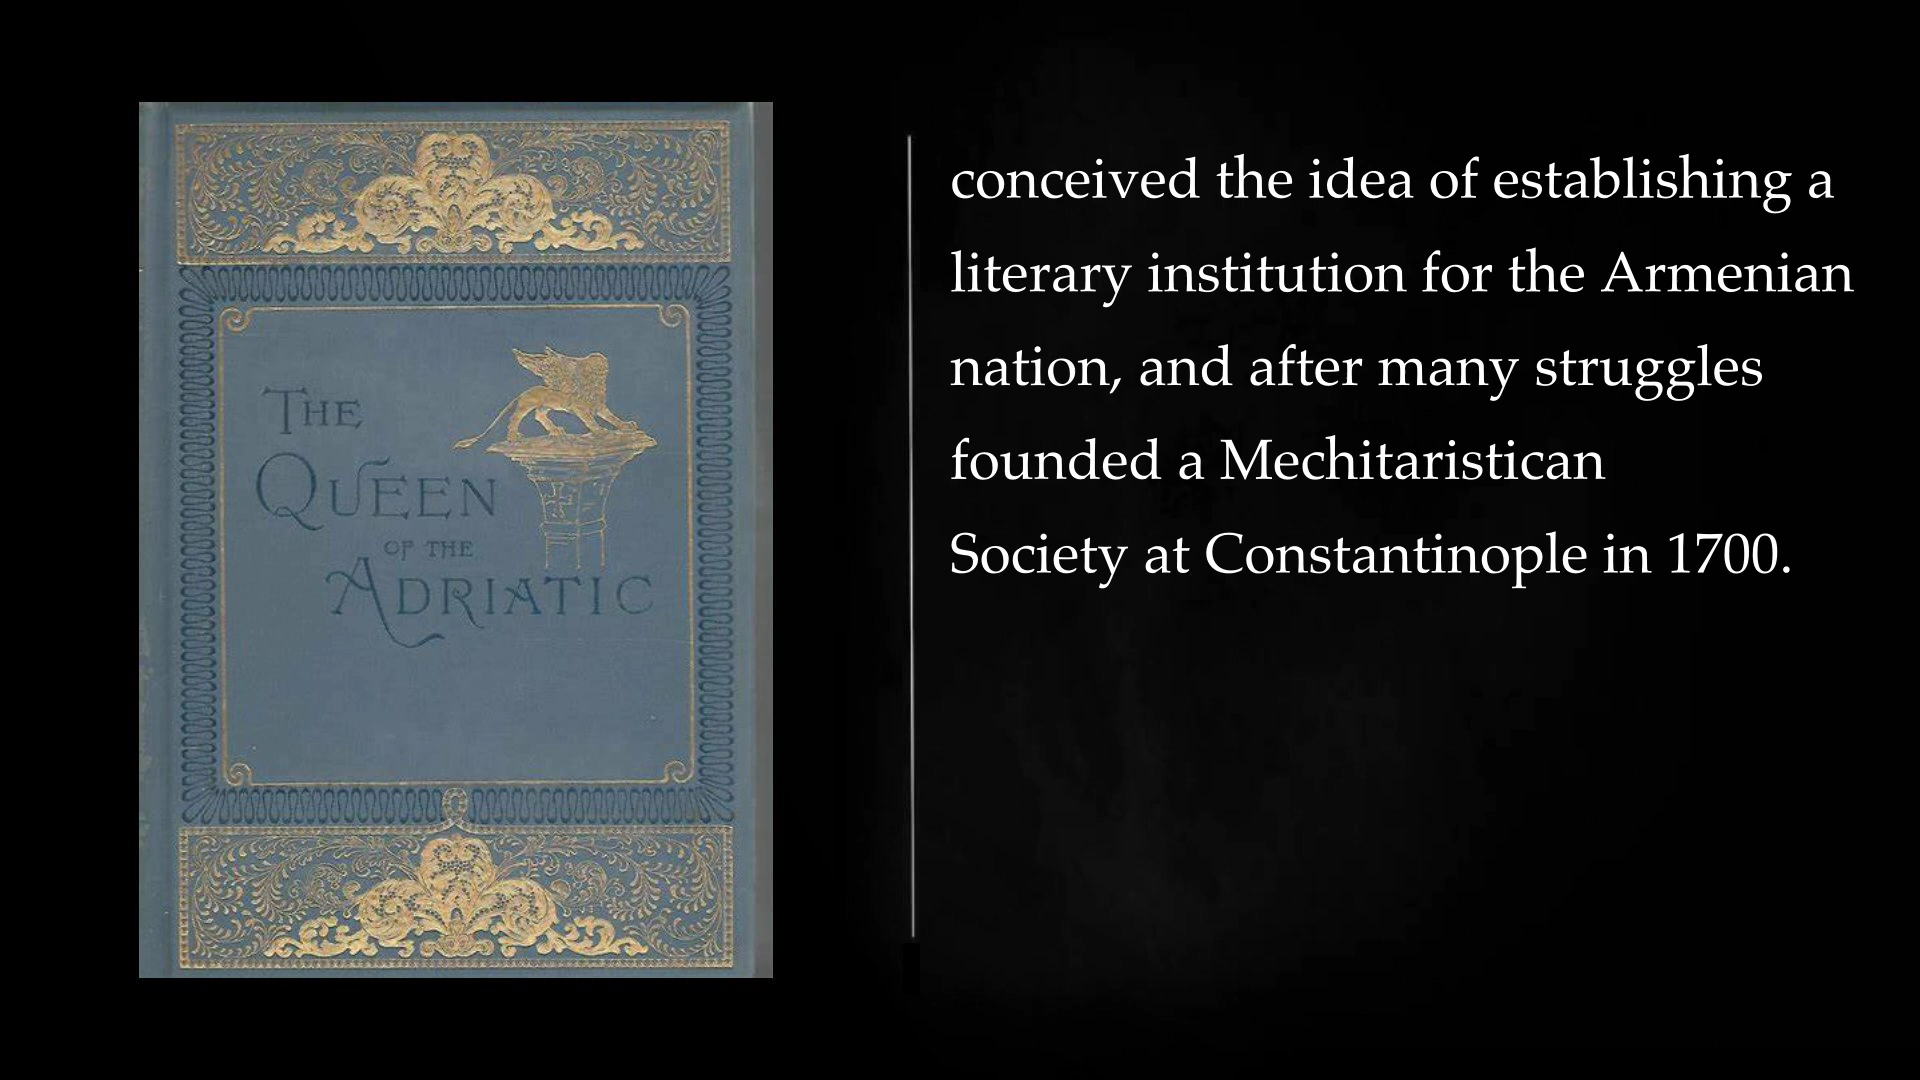 THE
QUEEN
OF THE
ADRIATIC
conceived the idea of establishing a
literary institution for the Armenian
nation, and after many struggles
founded a Mechitaristican
Society at Constantinople in 1700.